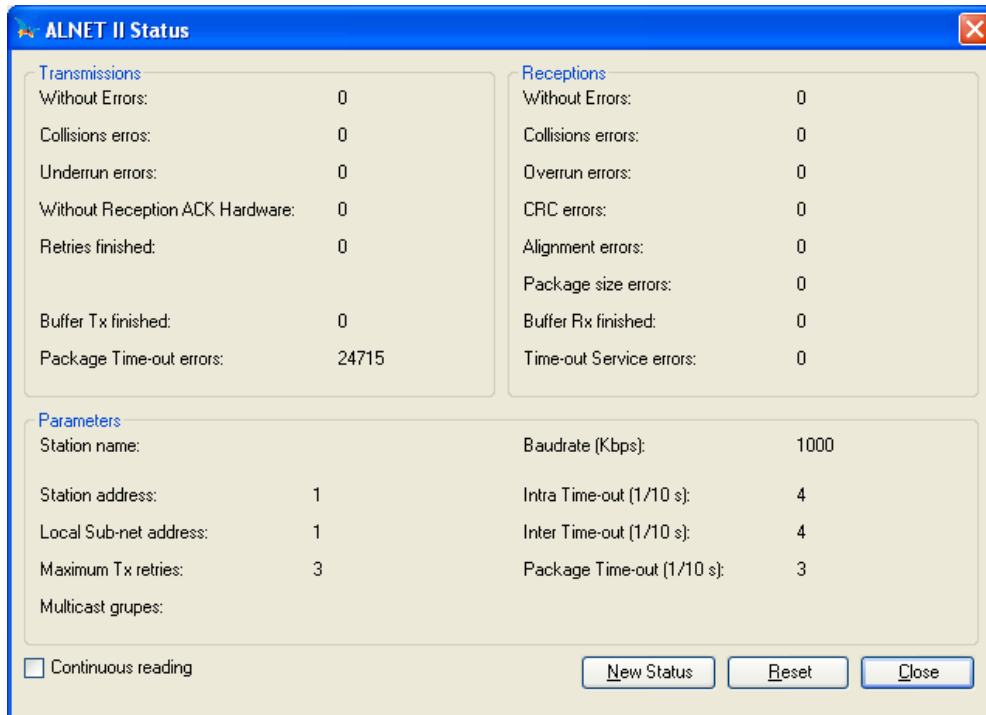 ALNET II Status
Transmissions
Without Errors: 0
Collisions erros: 0
Underrun errors: 0
Without Reception ACK Hardware: 0
Retries finished: 0
Buffer Tx finished: 0
Package Time-out errors: 24715
Receptions
Without Errors: 0
Collisions errors: 0
Overrun errors: 0
CRC errors: 0
Alignment errors: 0
Package size errors: 0
Buffer Rx finished: 0
Time-out Service errors: 0
Parameters
Station name:
Station address: 1
Local Sub-net address: 1
Maximum Tx retries: 3
Multicast grupes:
Baudrate (Kbps): 1000
Intra Time-out (1/10 s): 4
Inter Time-out (1/10 s): 4
Package Time-out (1/10 s): 3
Continuous reading
New Status
Reset
Close